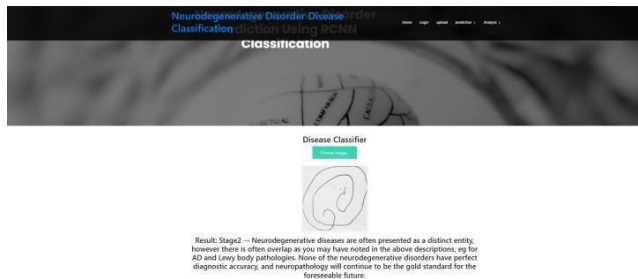 Neurodegenerative Disorder Disease
Classification
Home Login upload prediction Analysis
diction Using RCNN
Classification
Disease Classifier
Choose Image...
Result: Stage2 -- Neurodegenerative diseases are often presented as a distinct entity,
however there is often overlap as you may have noted in the above descriptions, eg for
AD and Lewy body pathologies. None of the neurodegenerative disorders have perfect
diagnostic accuracy, and neuropathology will continue to be the gold standard for the
foreseeable future.